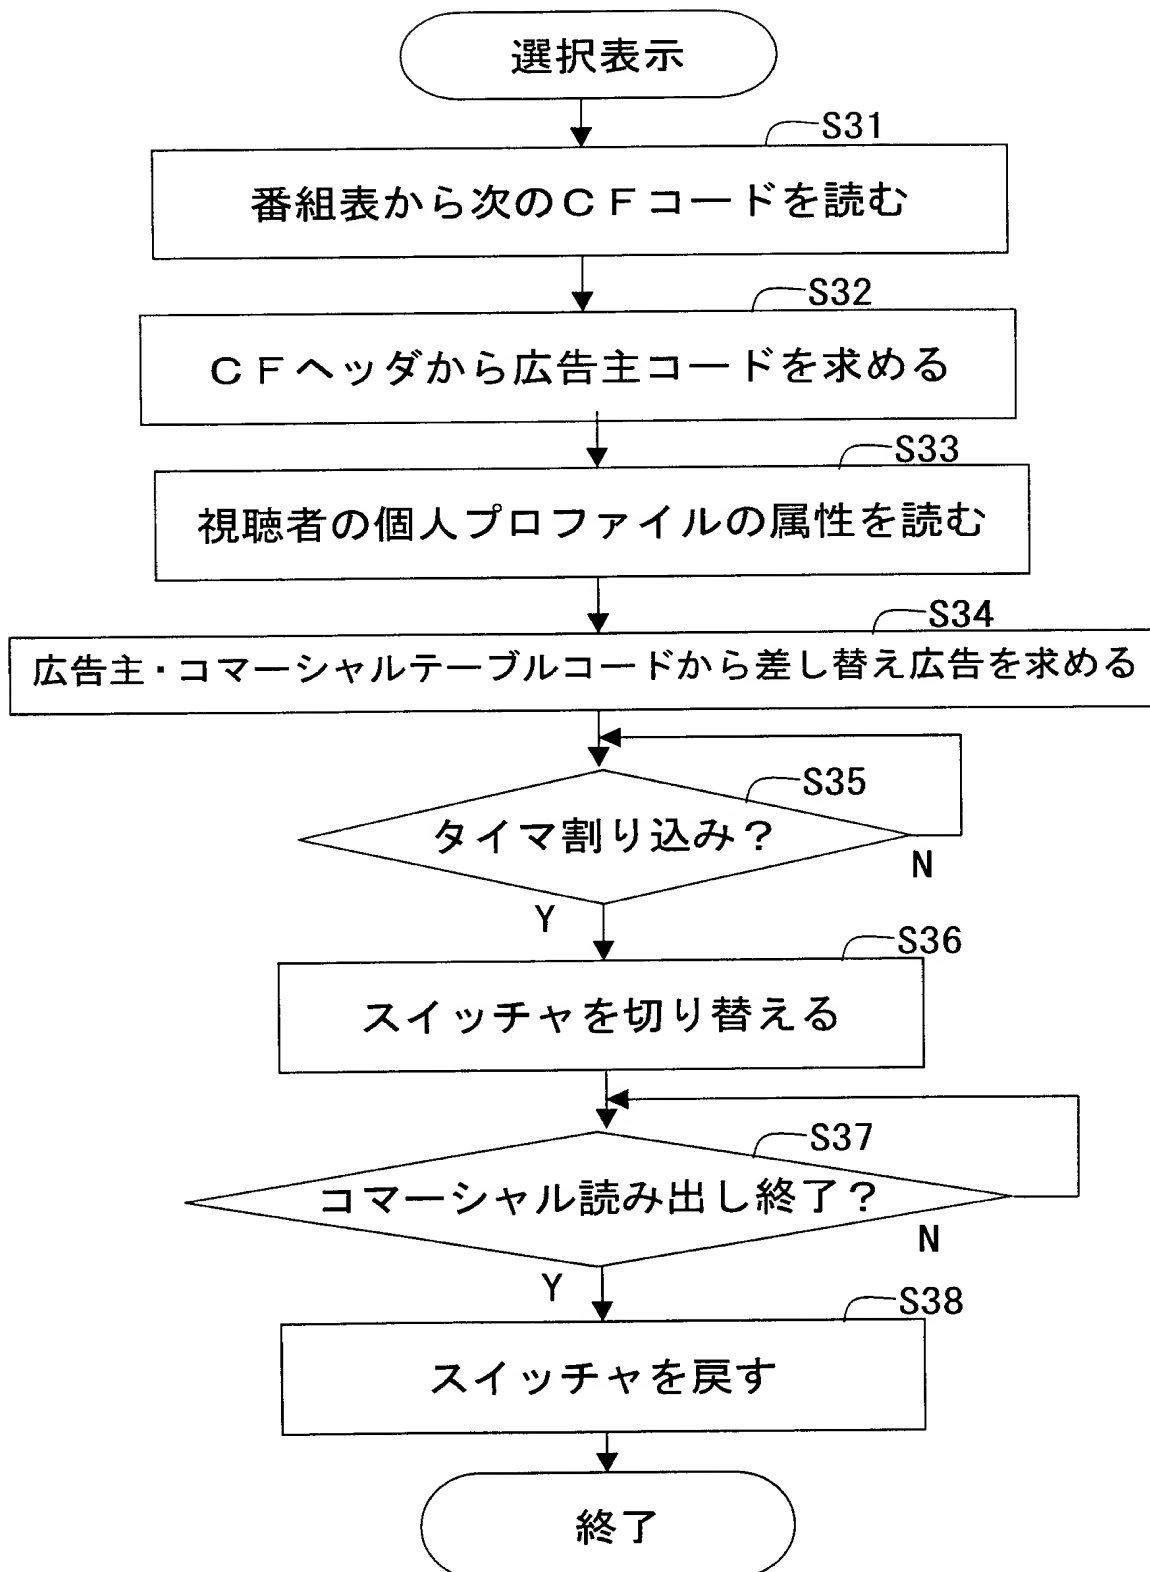 選択表示
S31
番組表から次のCFコードを読む
S32
CFヘッダから広告主コードを求める
S33
視聴者の個人プロファイルの属性を読む
S34
広告主・コマーシャルテーブルコードから差し替え広告を求める
S35
タイマ割り込み?
N
Y
S36
スイッチャを切り替える
S37
コマーシャル読み出し終了?
N
Y
S38
スイッチャを戻す
終了